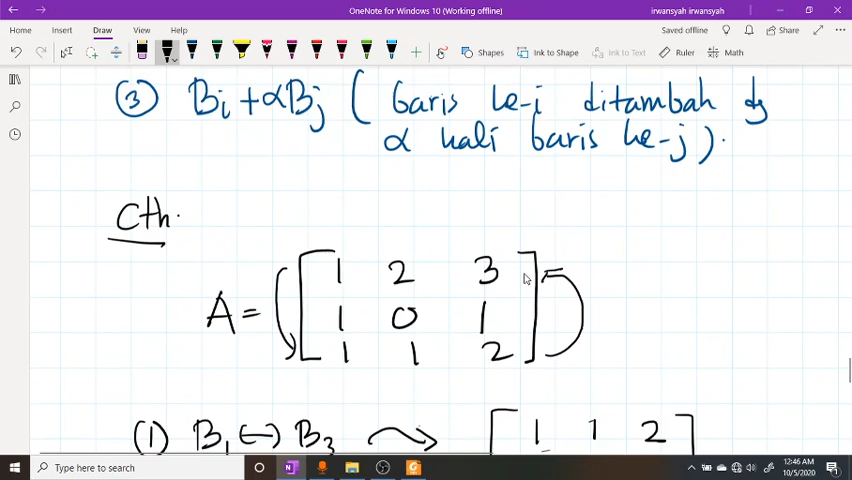 OneNote for Windows 10 (Working offline)
irwansyah irwansyah
Home Insert Draw View Help
Saved offline Share
Shapes Ink to Shape Ink to Text Ruler Math
(3) Bi+αBj ( baris ke-i ditambah dg
α kali baris ke-j).
Cth.
A= [ 1 2 3
1 0 1
1 1 2 ]
(1) B1 ↔ B3 ⤳ [ 1 1 2 ]
Type here to search
12:46 AM
10/5/2020